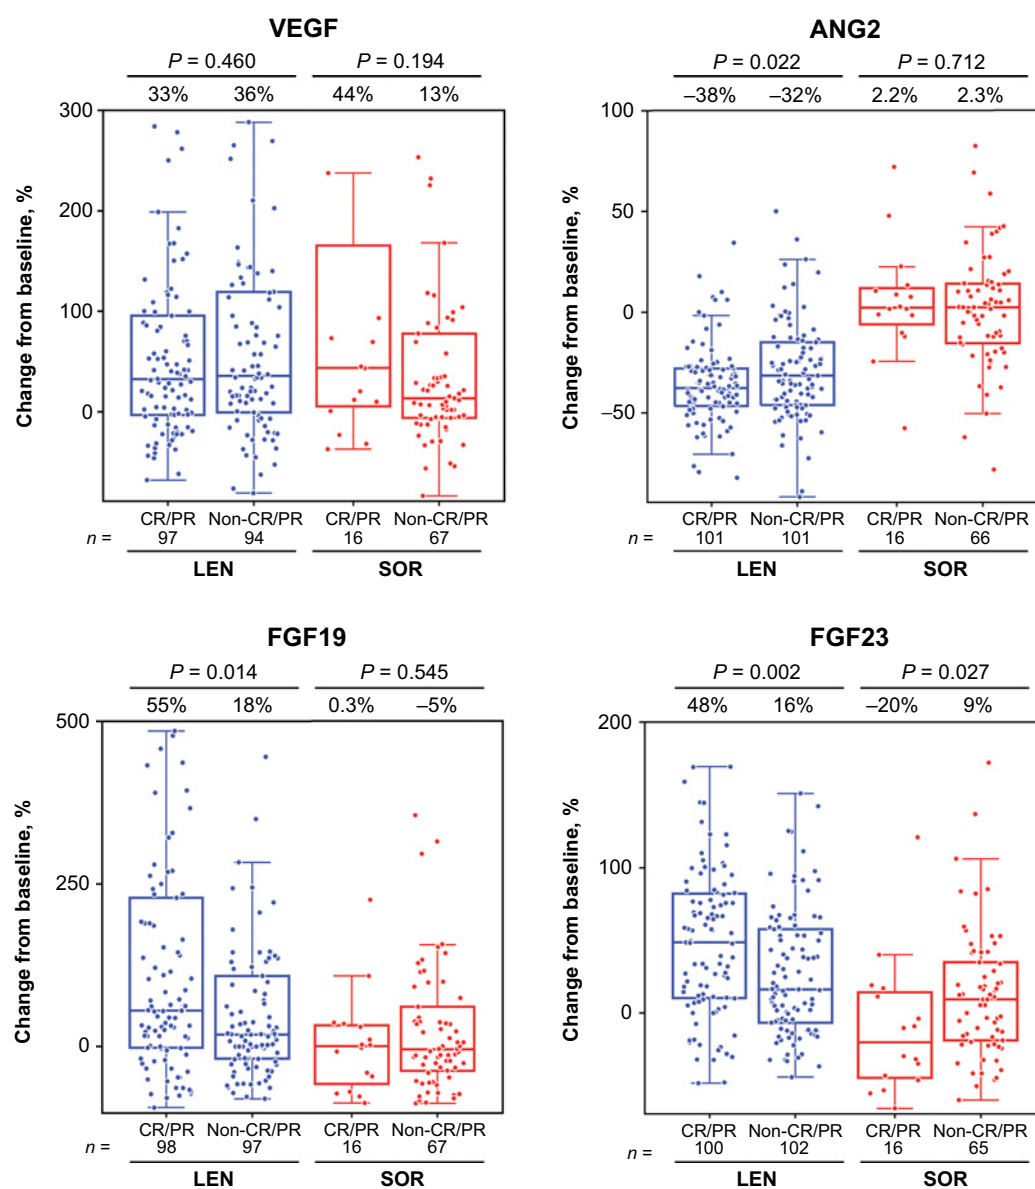 VEGF
P = 0.460 P = 0.194
33% 36% 44% 13%
300
200
100
0
Change from baseline, %
CR/PR Non-CR/PR CR/PR Non-CR/PR
n = 97 94 16 67
LEN SOR
ANG2
P = 0.022 P = 0.712
–38% –32% 2.2% 2.3%
100
50
0
–50
Change from baseline, %
CR/PR Non-CR/PR CR/PR Non-CR/PR
n = 101 101 16 66
LEN SOR
FGF19
P = 0.014 P = 0.545
55% 18% 0.3% –5%
500
250
0
Change from baseline, %
CR/PR Non-CR/PR CR/PR Non-CR/PR
n = 98 97 16 67
LEN SOR
FGF23
P = 0.002 P = 0.027
48% 16% –20% 9%
200
100
0
Change from baseline, %
CR/PR Non-CR/PR CR/PR Non-CR/PR
n = 100 102 16 65
LEN SOR